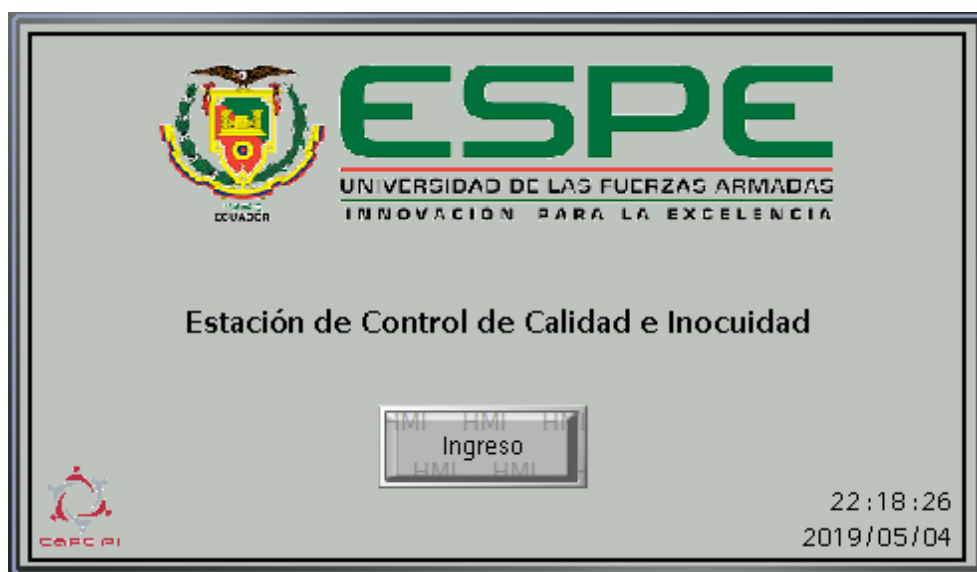 ESPE
UNIVERSIDAD DE LAS FUERZAS ARMADAS
INNOVACIÓN PARA LA EXCELENCIA
ECUADOR
Estación de Control de Calidad e Inocuidad
HMI HMI HMI
Ingreso
HMI HMI
22:18:26
2019/05/04